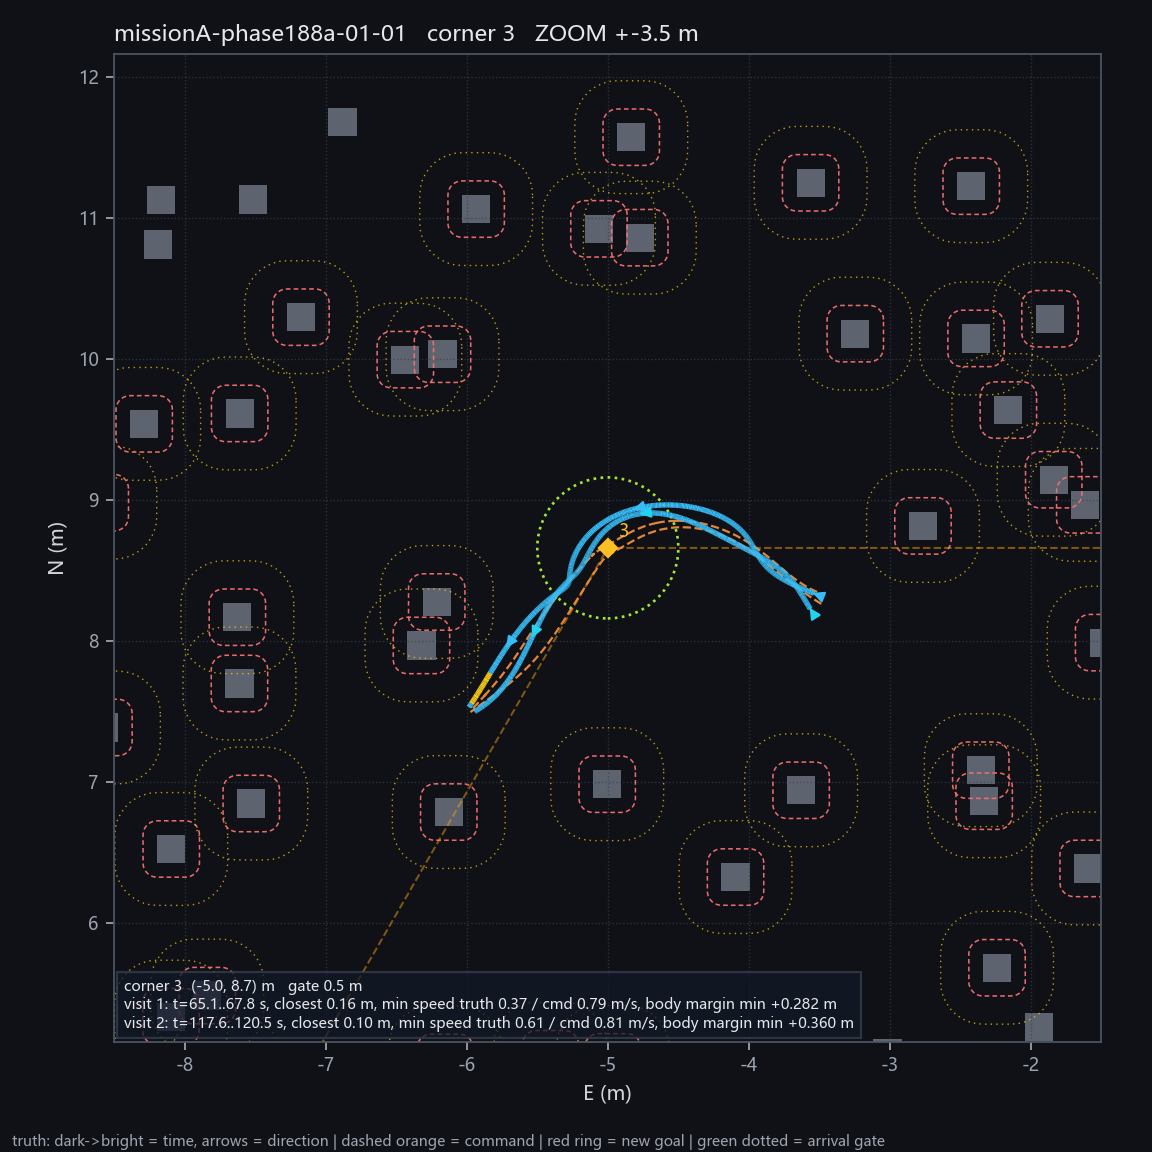 missionA-phase188a-01-01 corner 3 ZOOM +-3.5 m
12
11
10
9
8
7
6
N (m)
3
corner 3 (-5.0, 8.7) m gate 0.5 m
visit 1: t=65.1..67.8 s, closest 0.16 m, min speed truth 0.37 / cmd 0.79 m/s, body margin min +0.282 m
visit 2: t=117.6..120.5 s, closest 0.10 m, min speed truth 0.61 / cmd 0.81 m/s, body margin min +0.360 m
-8 -7 -6 -5 -4 -3 -2
E (m)
truth: dark->bright = time, arrows = direction | dashed orange = command | red ring = new goal | green dotted = arrival gate